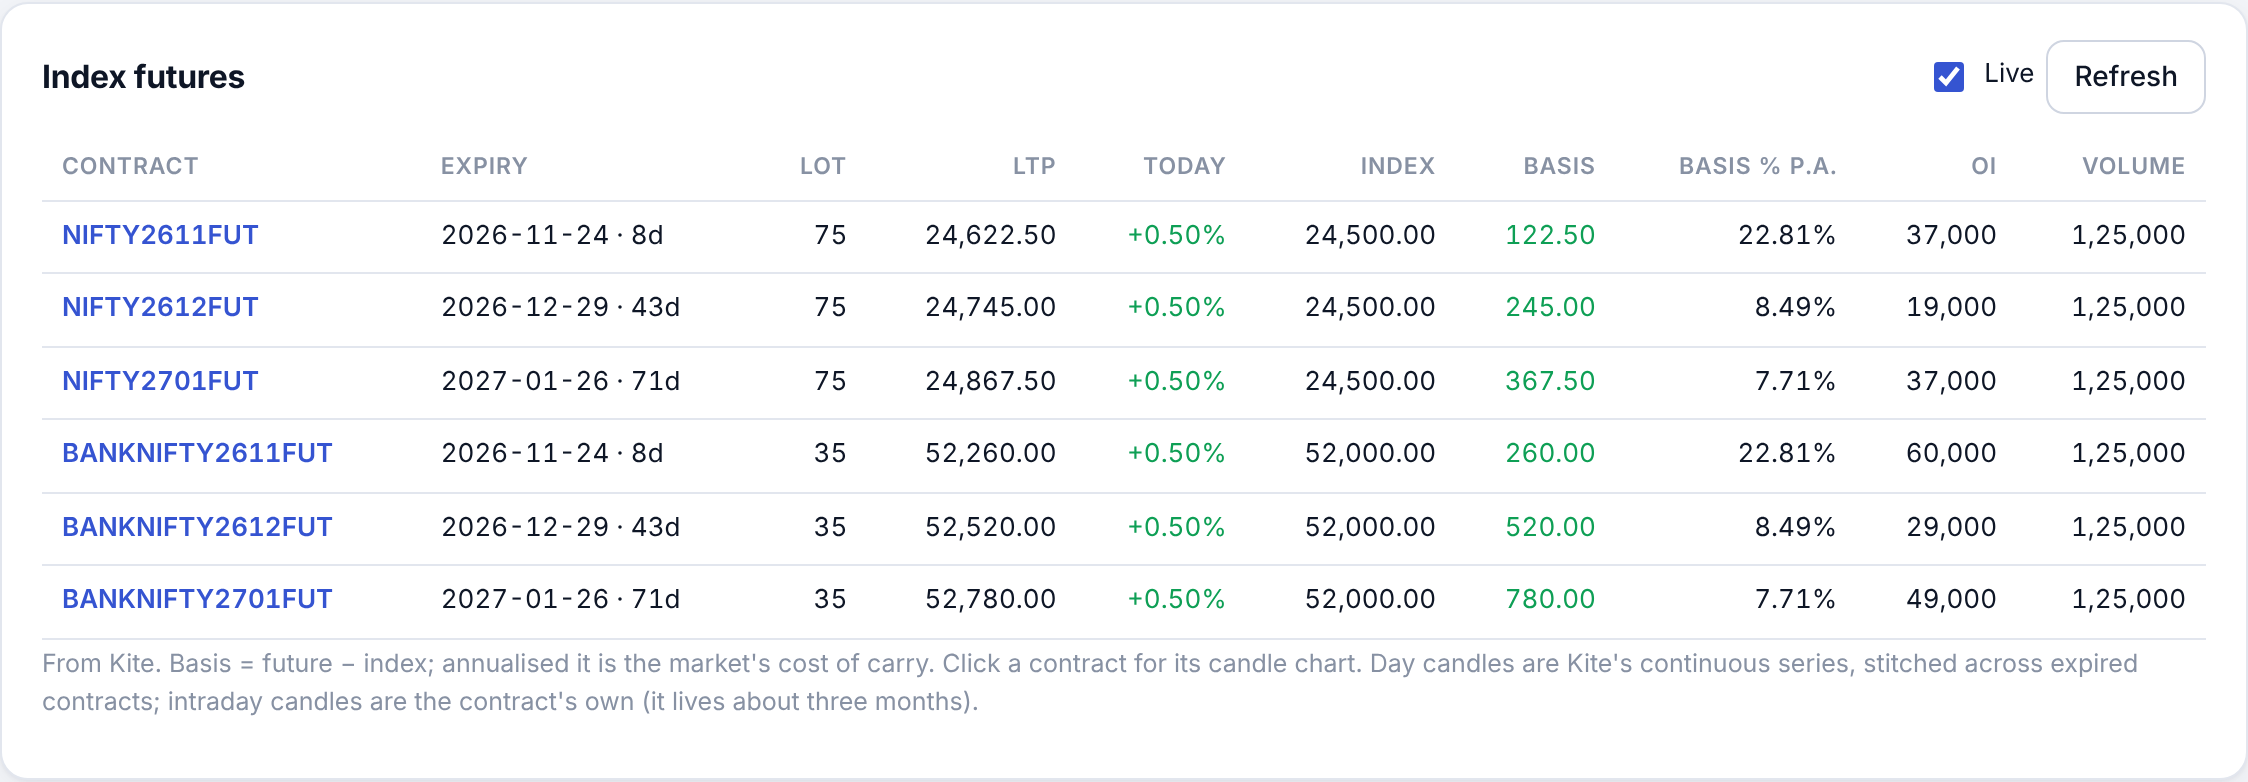 Index futures
Live
Refresh
CONTRACT EXPIRY LOT LTP TODAY INDEX BASIS BASIS % P.A. OI VOLUME
NIFTY2611FUT 2026-11-24 · 8d 75 24,622.50 +0.50% 24,500.00 122.50 22.81% 37,000 1,25,000
NIFTY2612FUT 2026-12-29 · 43d 75 24,745.00 +0.50% 24,500.00 245.00 8.49% 19,000 1,25,000
NIFTY2701FUT 2027-01-26 · 71d 75 24,867.50 +0.50% 24,500.00 367.50 7.71% 37,000 1,25,000
BANKNIFTY2611FUT 2026-11-24 · 8d 35 52,260.00 +0.50% 52,000.00 260.00 22.81% 60,000 1,25,000
BANKNIFTY2612FUT 2026-12-29 · 43d 35 52,520.00 +0.50% 52,000.00 520.00 8.49% 29,000 1,25,000
BANKNIFTY2701FUT 2027-01-26 · 71d 35 52,780.00 +0.50% 52,000.00 780.00 7.71% 49,000 1,25,000
From Kite. Basis = future − index; annualised it is the market's cost of carry. Click a contract for its candle chart. Day candles are Kite's continuous series, stitched across expired
contracts; intraday candles are the contract's own (it lives about three months).